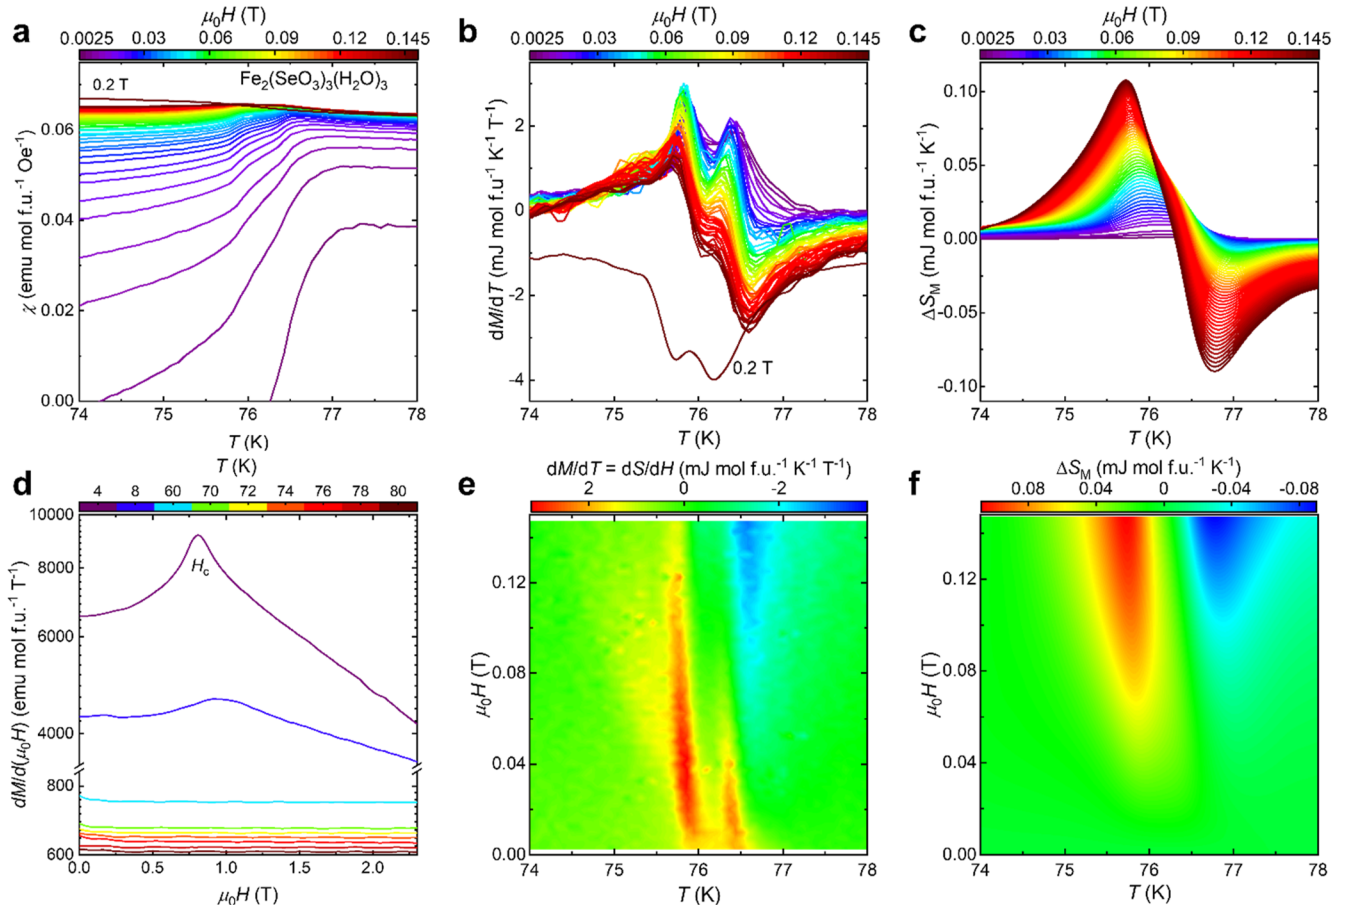 a
μ₀H (T)
0.0025 0.03 0.06 0.09 0.12 0.145
0.2 T Fe₂(SeO₃)₃(H₂O)₃
χ (emu mol f.u.⁻¹ Oe⁻¹)
0.06
0.04
0.02
0.00
74 75 76 77 78
T (K)
b
μ₀H (T)
0.0025 0.03 0.06 0.09 0.12 0.145
dM/dT (mJ mol f.u.⁻¹ K⁻¹ T⁻¹)
2
0
-2
-4
0.2 T
74 75 76 77 78
T (K)
c
μ₀H (T)
0.0025 0.03 0.06 0.09 0.12 0.145
ΔS_M (mJ mol f.u.⁻¹ K⁻¹)
0.10
0.05
0.00
-0.05
-0.10
74 75 76 77 78
T (K)
d
T (K)
4 8 60 70 72 74 75 76 78 80
dM/d(μ₀H) (emu mol f.u.⁻¹ T⁻¹)
10000
8000
6000
4000
800
600
H_c
0.0 0.5 1.0 1.5 2.0
μ₀H (T)
e
dM/dT = dS/dH (mJ mol f.u.⁻¹ K⁻¹ T⁻¹)
2 0 -2
μ₀H (T)
0.12
0.08
0.04
0.00
74 75 76 77 78
T (K)
f
ΔS_M (mJ mol f.u.⁻¹ K⁻¹)
0.08 0.04 0 -0.04 -0.08
μ₀H (T)
0.12
0.08
0.04
0.00
74 75 76 77 78
T (K)